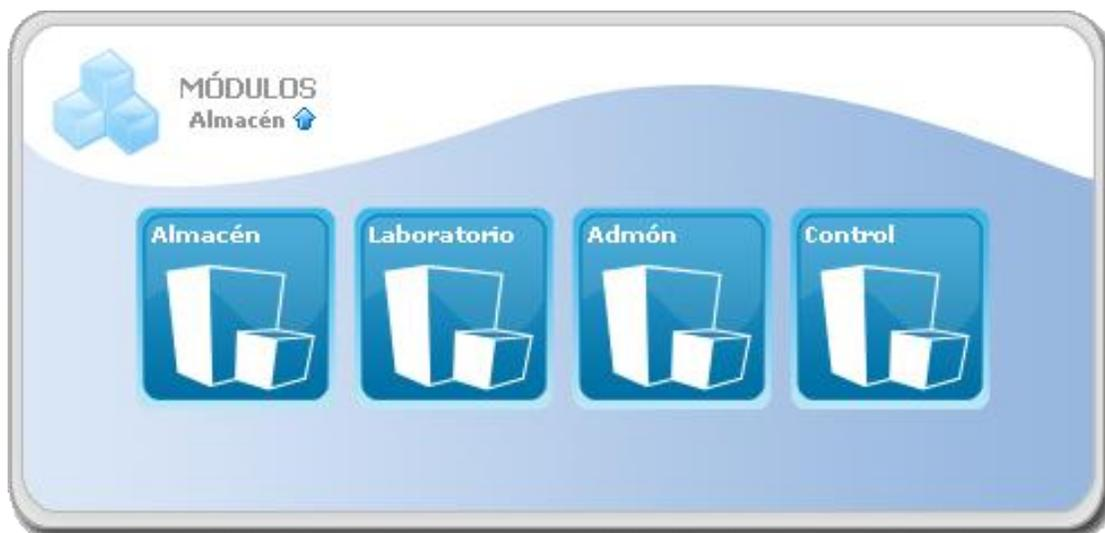 MÓDULOS
Almacén
Almacén
Laboratorio
Admón
Control